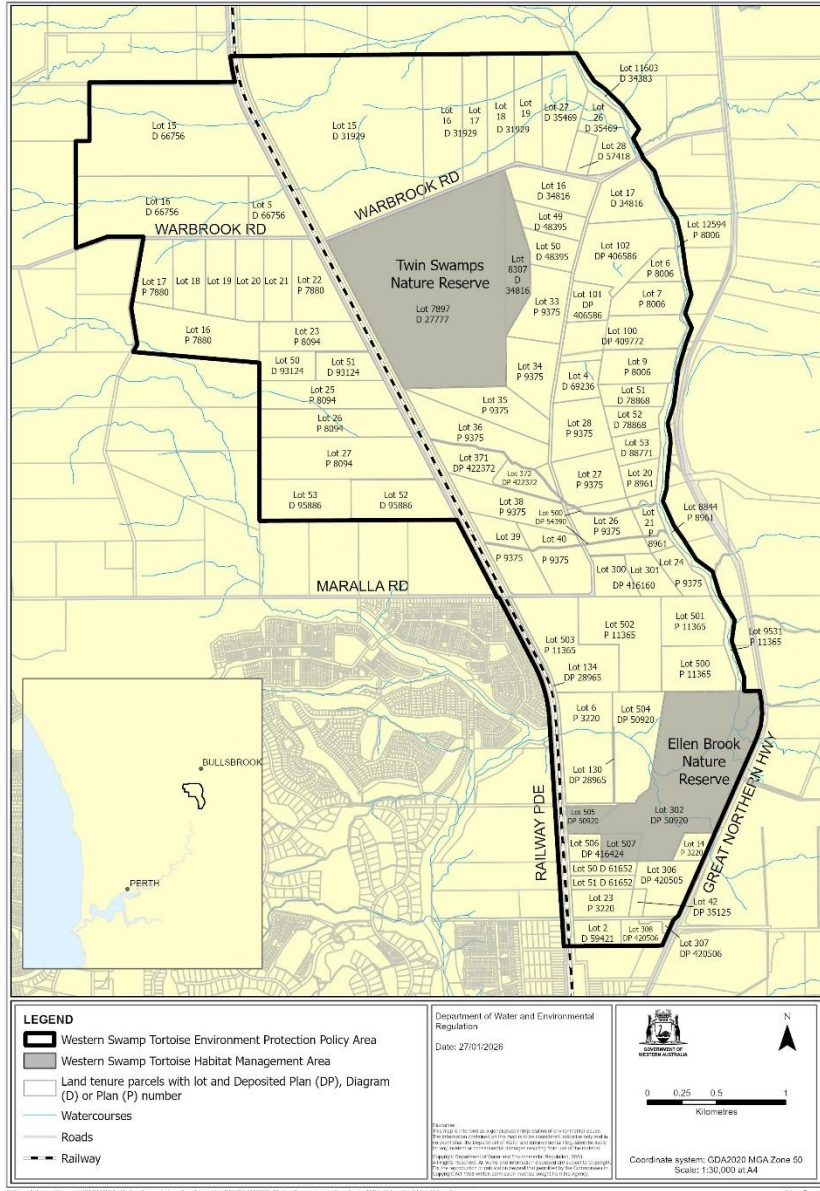 Lot 11603
D 34383
Lot 15
D 66756
Lot 15
D 31929
Lot
16
Lot
17
D 31929
Lot
18
Lot
19
D 31929
Lot 27
D 35469
Lot
26
D 35469
Lot 28
D 57418
Lot 16
D 66756
Lot 5
D 66756
WARBROOK RD
WARBROOK RD
Lot 16
D 34816
Lot 17
D 34816
Lot 49
D 48395
Lot 50
D 48395
Lot 12594
P 8006
Lot 102
DP 406586
Lot 6
P 8006
Twin Swamps
Nature Reserve
Lot
8307
D
34816
Lot 7897
D 27777
Lot 17
P 7880
Lot 18
Lot 19
Lot 20
Lot 21
Lot 22
P 7880
Lot 33
P 9375
Lot 101
DP
406586
Lot 7
P 8006
Lot 16
P 7880
Lot 23
P 8094
Lot 100
DP 409772
Lot 50
D 93124
Lot 51
D 93124
Lot 34
P 9375
Lot 4
D 69236
Lot 9
P 8006
Lot 25
P 8094
Lot 35
P 9375
Lot 51
D 78868
Lot 52
D 78868
Lot 26
P 8094
Lot 36
P 9375
Lot 28
P 9375
Lot 53
D 88771
Lot 27
P 8094
Lot 371
DP 422372
Lot 372
DP 422372
Lot 27
P 9375
Lot 20
P 8961
Lot 53
D 95886
Lot 52
D 95886
Lot 38
P 9375
Lot 500
DP 54390
Lot 26
P 9375
Lot
21
P
8961
Lot 8844
P 8961
Lot 39
P 9375
Lot 40
P 9375
Lot 300
Lot 301
DP 416160
Lot 24
P 9375
MARALLA RD
Lot 503
P 11365
Lot 502
P 11365
Lot 501
P 11365
Lot 9531
P 11365
Lot 134
DP 28965
Lot 500
P 11365
Lot 6
P 3220
Lot 504
DP 50920
Ellen Brook
Nature
Reserve
Lot 130
DP 28965
Lot 505
DP 50920
Lot 302
DP 50920
RAILWAY PDE
GREAT NORTHERN HWY
Lot 506
Lot 507
DP 416424
Lot 14
P 3220
Lot 50 D 61652
Lot 51 D 61652
Lot 306
DP 420505
Lot 23
P 3220
Lot 42
DP 35125
Lot 2
D 59421
Lot 308
DP 420506
Lot 307
DP 420506
BULLSBROOK
PERTH
LEGEND
Western Swamp Tortoise Environment Protection Policy Area
Western Swamp Tortoise Habitat Management Area
Land tenure parcels with lot and Deposited Plan (DP), Diagram
(D) or Plan (P) number
Watercourses
Roads
Railway
Department of Water and Environmental
Regulation
Date: 27/01/2026
GOVERNMENT OF
WESTERN AUSTRALIA
N
0 0.25 0.5 1
Kilometres
Coordinate system: GDA2020 MGA Zone 50
Scale: 1:30,000 at A4